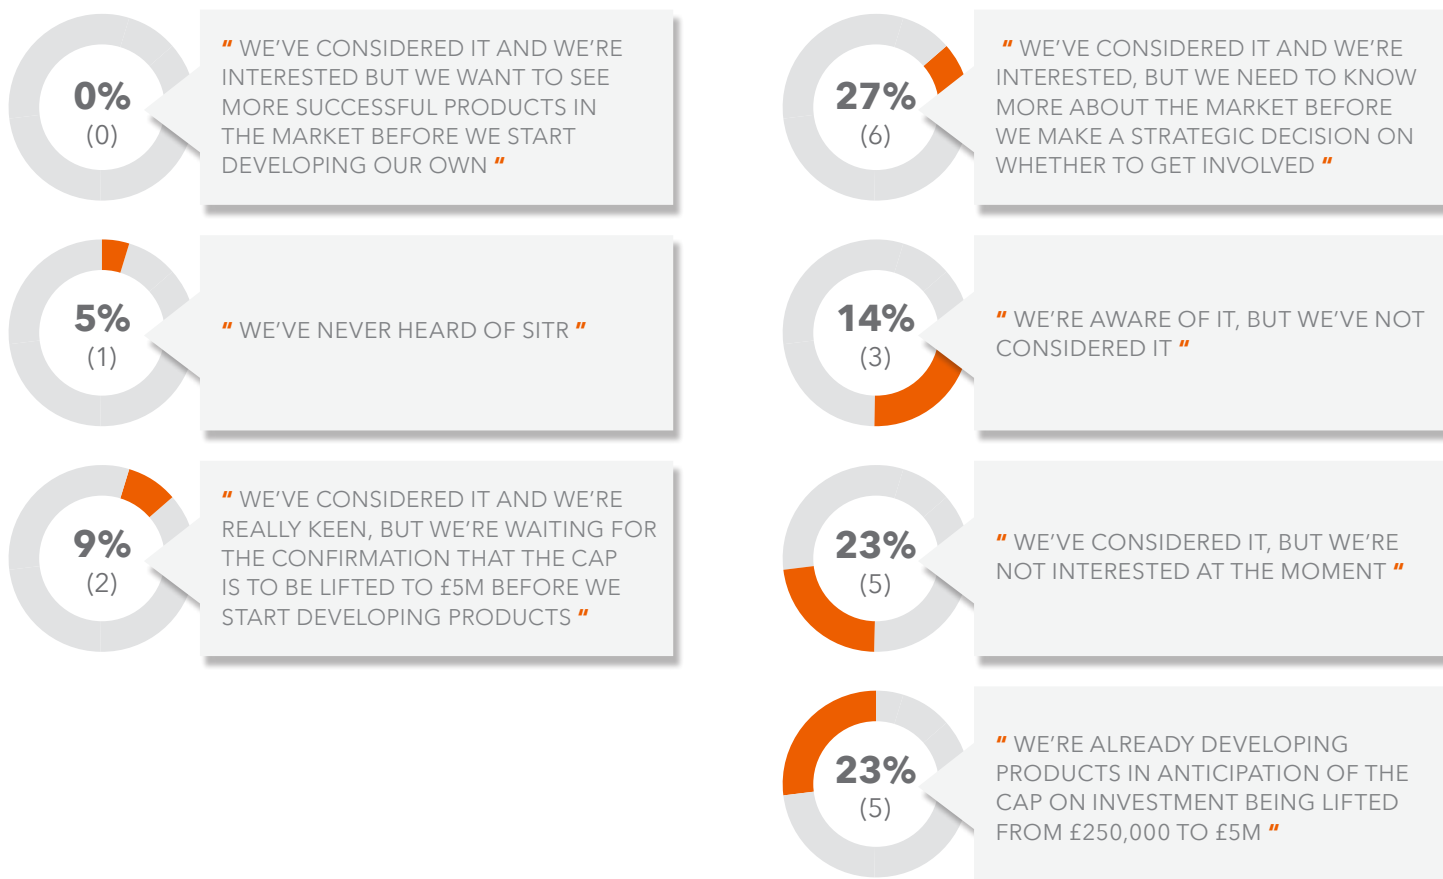 0%
(0)
" WE'VE CONSIDERED IT AND WE'RE
INTERESTED BUT WE WANT TO SEE
MORE SUCCESSFUL PRODUCTS IN
THE MARKET BEFORE WE START
DEVELOPING OUR OWN "
5%
(1)
" WE'VE NEVER HEARD OF SITR "
9%
(2)
" WE'VE CONSIDERED IT AND WE'RE
REALLY KEEN, BUT WE'RE WAITING FOR
THE CONFIRMATION THAT THE CAP
IS TO BE LIFTED TO £5M BEFORE WE
START DEVELOPING PRODUCTS "
27%
(6)
" WE'VE CONSIDERED IT AND WE'RE
INTERESTED, BUT WE NEED TO KNOW
MORE ABOUT THE MARKET BEFORE
WE MAKE A STRATEGIC DECISION ON
WHETHER TO GET INVOLVED "
14%
(3)
" WE'RE AWARE OF IT, BUT WE'VE NOT
CONSIDERED IT "
23%
(5)
" WE'VE CONSIDERED IT, BUT WE'RE
NOT INTERESTED AT THE MOMENT "
23%
(5)
" WE'RE ALREADY DEVELOPING
PRODUCTS IN ANTICIPATION OF THE
CAP ON INVESTMENT BEING LIFTED
FROM £250,000 TO £5M "